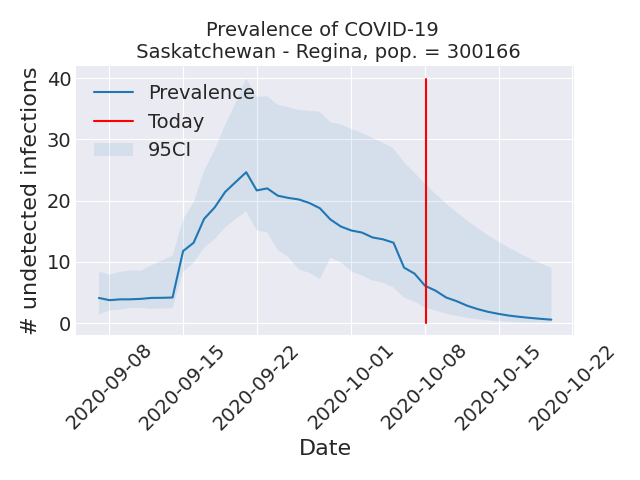 Prevalence of COVID-19
Saskatchewan - Regina, pop. = 300166
# undetected infections
40
30
20
10
0
Prevalence
Today
95CI
2020-09-08
2020-09-15
2020-09-22
2020-10-01
2020-10-08
2020-10-15
2020-10-22
Date